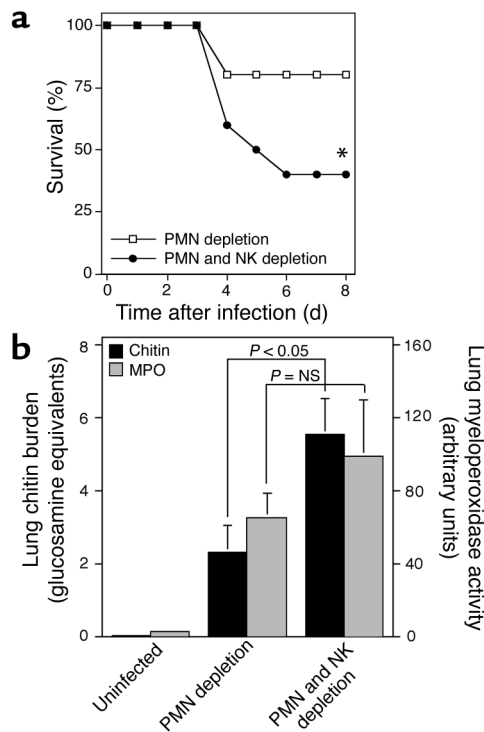 a
Survival (%)
100
75
50
25
0
*
PMN depletion
PMN and NK depletion
0 2 4 6 8
Time after infection (d)
b
Lung chitin burden
(glucosamine equivalents)
8
6
4
2
0
Chitin
MPO
P < 0.05
P = NS
160
120
80
40
0
Lung myeloperoxidase activity
(arbitrary units)
Uninfected
PMN depletion
PMN and NK
depletion